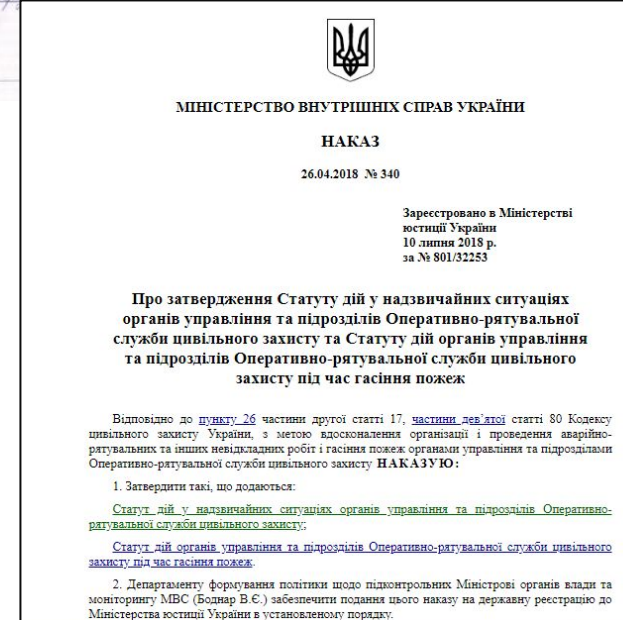 МІНІСТЕРСТВО ВНУТРІШНІХ СПРАВ УКРАЇНИ
НАКАЗ
26.04.2018 № 340
Зареєстровано в Міністерстві
юстиції України
10 липня 2018 р.
за № 801/32253
Про затвердження Статуту дій у надзвичайних ситуаціях
органів управління та підрозділів Оперативно-рятувальної
служби цивільного захисту та Статуту дій органів управління
та підрозділів Оперативно-рятувальної служби цивільного
захисту під час гасіння пожеж
Відповідно до пункту 26 частини другої статті 17, частини дев’ятої статті 80 Кодексу
цивільного захисту України, з метою вдосконалення організації і проведення аварійно-
рятувальних та інших невідкладних робіт і гасіння пожеж органами управління та підрозділами
Оперативно-рятувальної служби цивільного захисту НАКАЗУЮ:
1. Затвердити такі, що додаються:
Статут дій у надзвичайних ситуаціях органів управління та підрозділів Оперативно-
рятувальної служби цивільного захисту;
Статут дій органів управління та підрозділів Оперативно-рятувальної служби цивільного
захисту під час гасіння пожеж.
2. Департаменту формування політики щодо підконтрольних Міністрові органів влади та
моніторингу МВС (Боднар В.Є.) забезпечити подання цього наказу на державну реєстрацію до
Міністерства юстиції України в установленому порядку.